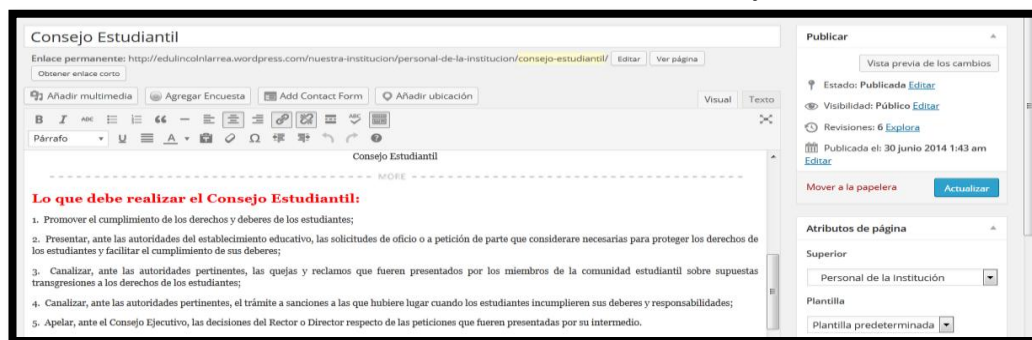 Consejo Estudiantil
Enlace permanente: http://edulincolnlarrea.wordpress.com/nuestra-institucion/personal-de-la-institucion/consejo-estudiantil/ Editar Ver página
Obtener enlace corto
Añadir multimedia Agregar Encuesta Add Contact Form Añadir ubicación Visual Texto
B I ABC ABC
Párrafo U A Ω
Consejo Estudiantil
MORE
Lo que debe realizar el Consejo Estudiantil:
1. Promover el cumplimiento de los derechos y deberes de los estudiantes;
2. Presentar, ante las autoridades del establecimiento educativo, las solicitudes de oficio o a petición de parte que considerare necesarias para proteger los derechos de
los estudiantes y facilitar el cumplimiento de sus deberes;
3. Canalizar, ante las autoridades pertinentes, las quejas y reclamos que fueren presentados por los miembros de la comunidad estudiantil sobre supuestas
transgresiones a los derechos de los estudiantes;
4. Canalizar, ante las autoridades pertinentes, el trámite a sanciones a las que hubiere lugar cuando los estudiantes incumplieren sus deberes y responsabilidades;
5. Apelar, ante el Consejo Ejecutivo, las decisiones del Rector o Director respecto de las peticiones que fueren presentadas por su intermedio.
Publicar
Vista previa de los cambios
Estado: Publicada Editar
Visibilidad: Público Editar
Revisiones: 6 Explora
Publicada el: 30 junio 2014 1:43 am
Editar
Mover a la papelera Actualizar
Atributos de página
Superior
Personal de la Institución
Plantilla
Plantilla predeterminada